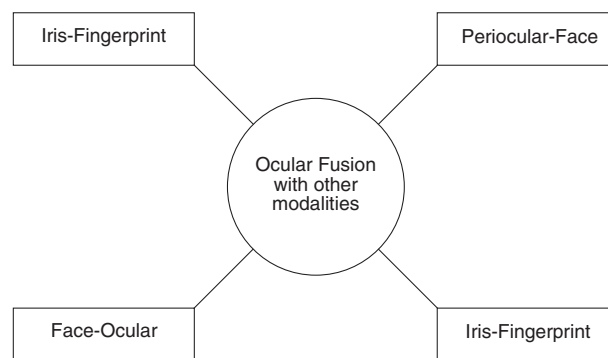 Iris-Fingerprint
Periocular-Face
Ocular Fusion
with other
modalities
Face-Ocular
Iris-Fingerprint